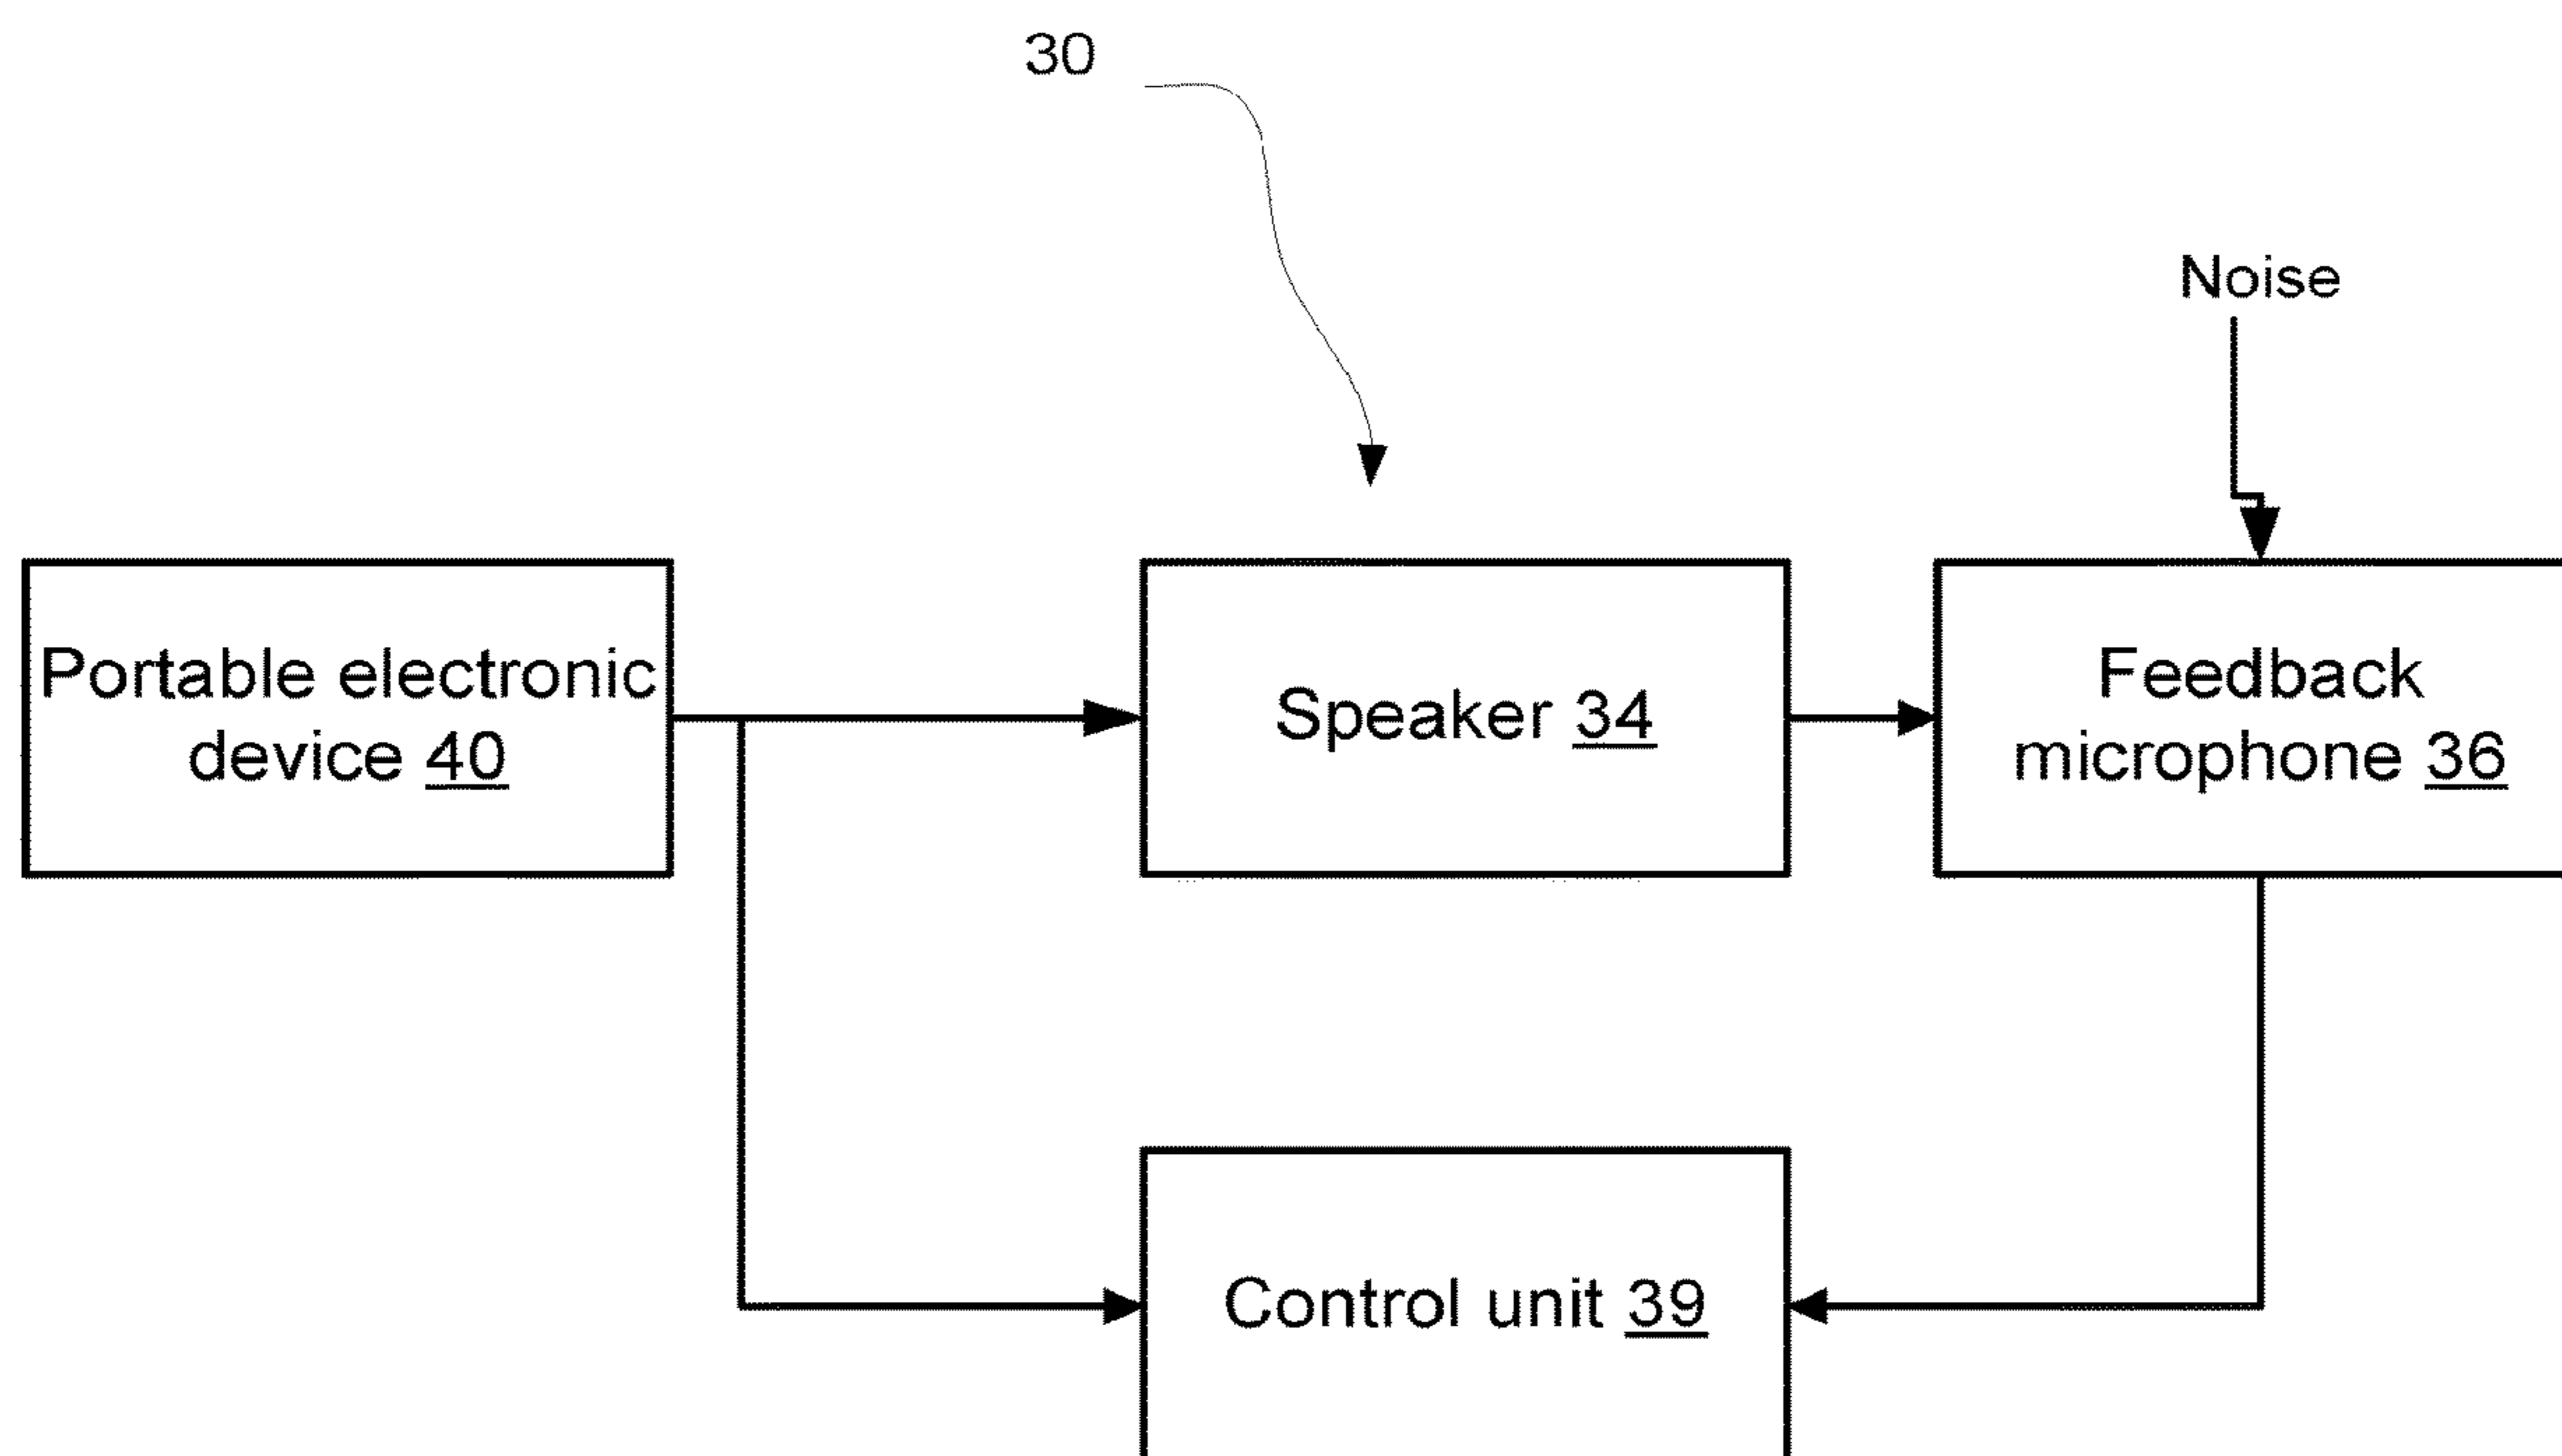 30
Noise
Portable electronic
device 40
Speaker 34
Feedback
microphone 36
Control unit 39